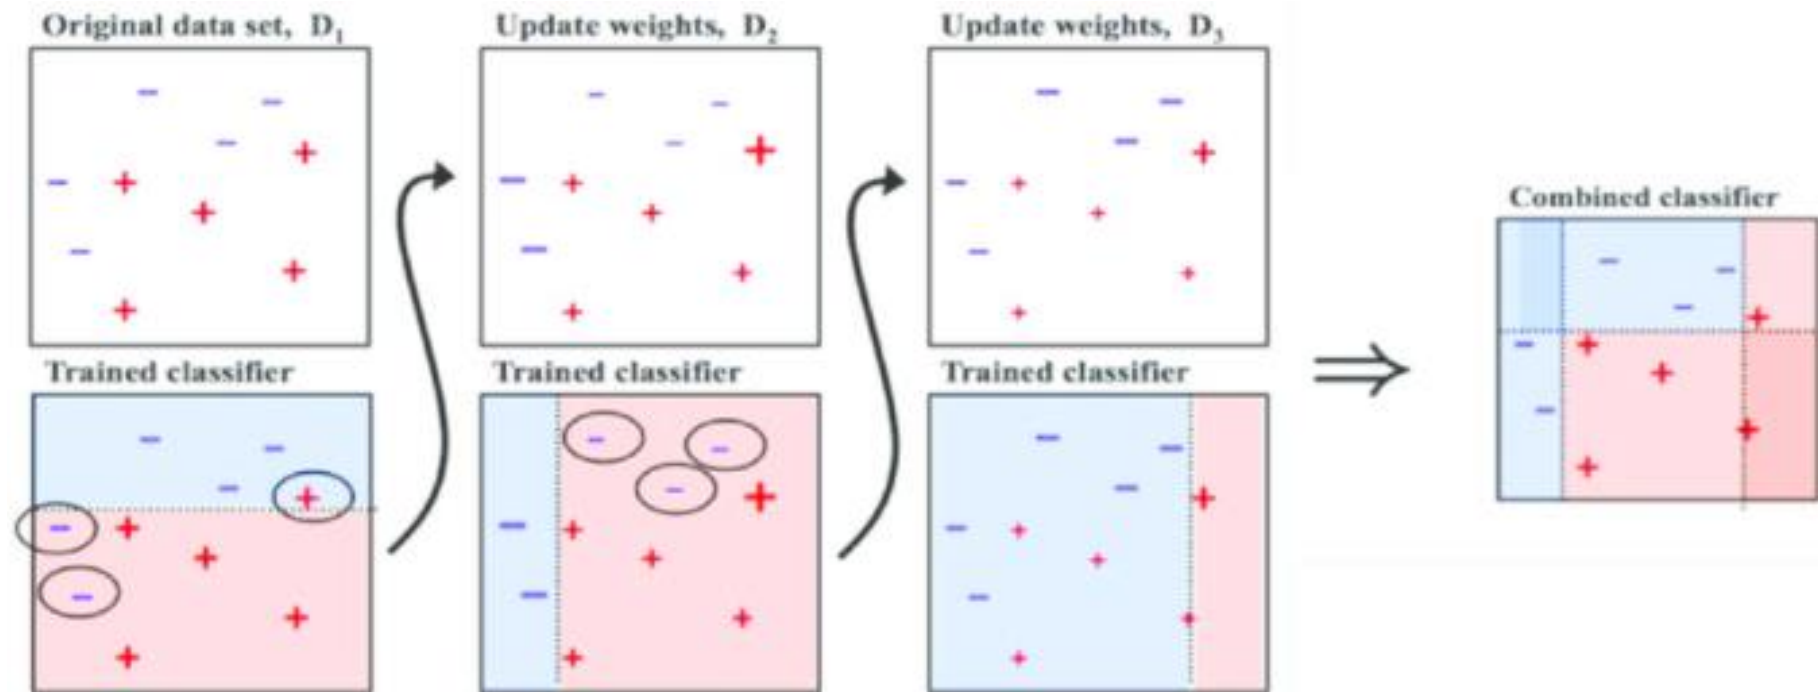 Original data set, D₁
Update weights, D₂
Update weights, D₃
Combined classifier
Trained classifier
Trained classifier
Trained classifier